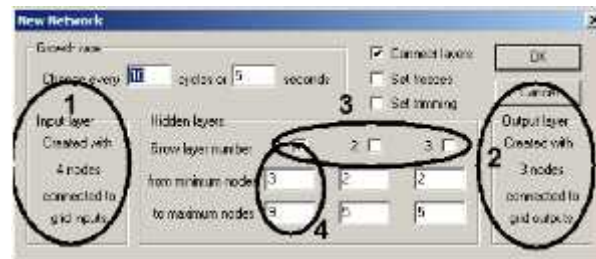 New Network
Growth rate
Change every 10 cycles or 5 seconds
Connect layers
Set freezes
Set trimming
OK
Cancel
1
3
2
4
Input layer
Created with
4 nodes
connected to
grid inputs
Hidden layers
Grow layer number 2 3
from minimum nodes 3 2 2
to maximum nodes 9 5 5
Output layer
Created with
3 nodes
connected to
grid outputs